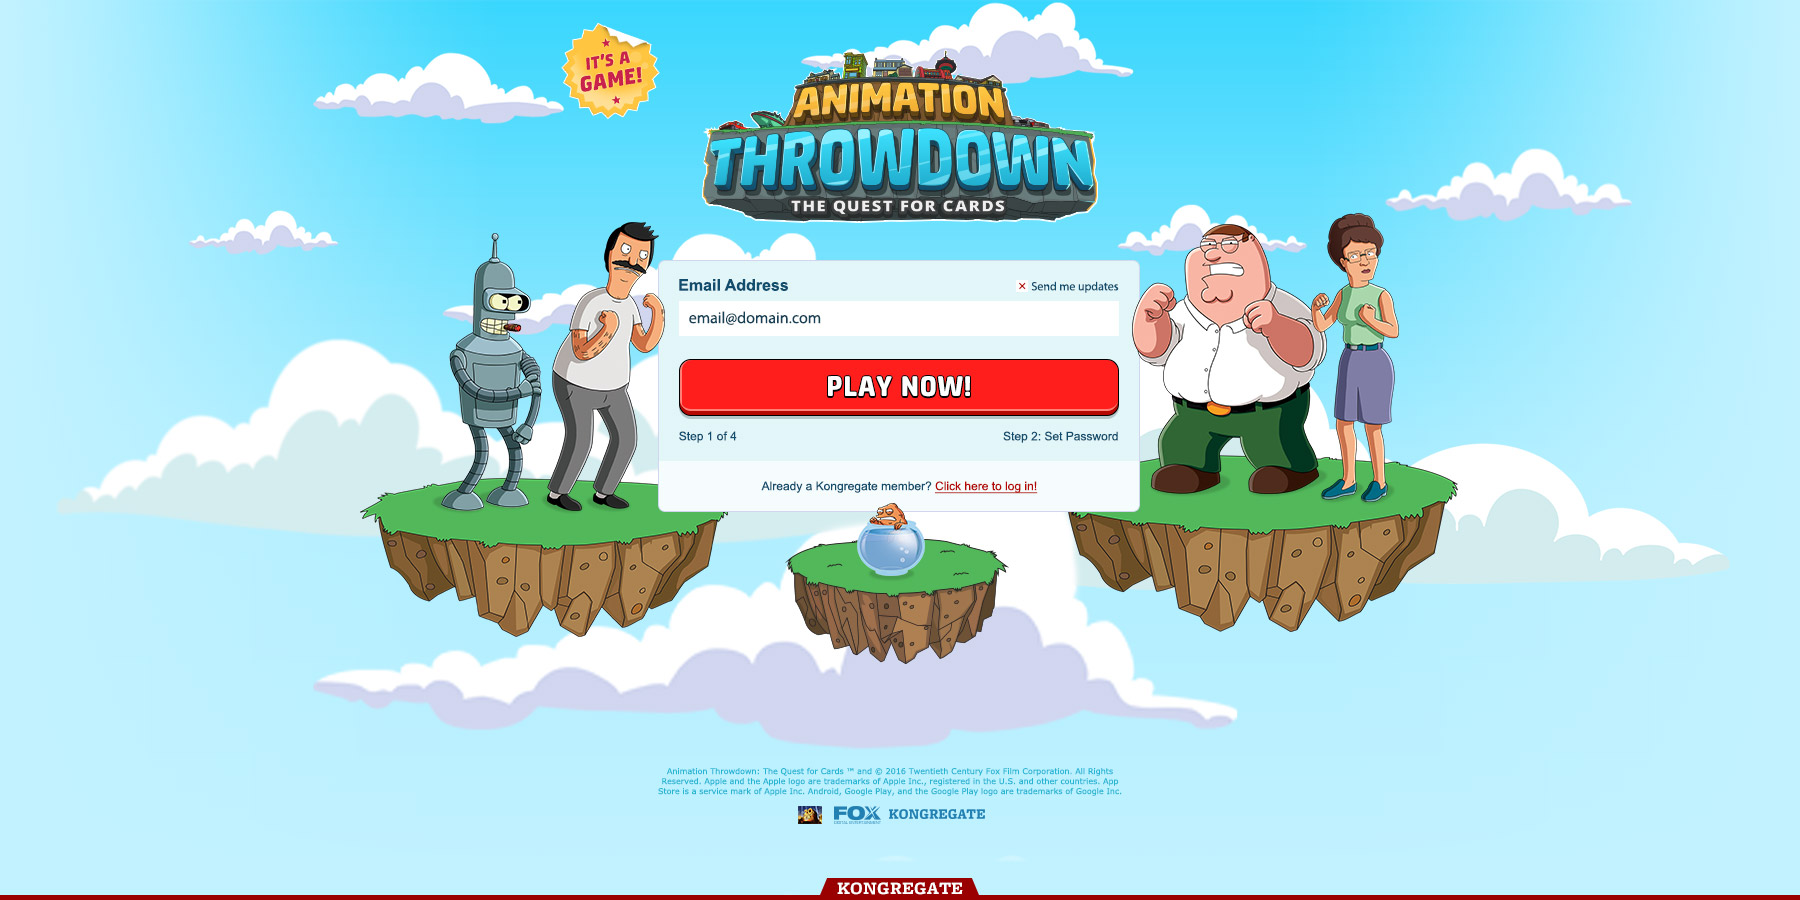 IT'S A
GAME!
ANIMATION
THROWDOWN
THE QUEST FOR CARDS
Email Address
× Send me updates
email@domain.com
PLAY NOW!
Step 1 of 4
Step 2: Set Password
Already a Kongregate member? Click here to log in!
Animation Throwdown: The Quest for Cards ™ and © 2016 Twentieth Century Fox Film Corporation. All Rights
Reserved. Apple and the Apple logo are trademarks of Apple Inc., registered in the U.S. and other countries. App
Store is a service mark of Apple Inc. Android, Google Play, and the Google Play logo are trademarks of Google Inc.
FOX KONGREGATE
KONGREGATE